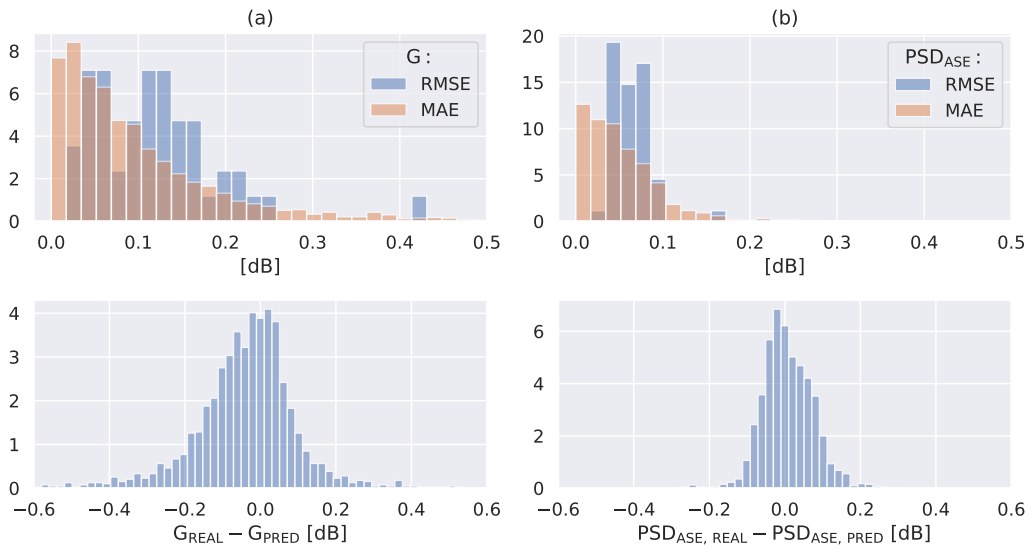 (a)
8
6
4
2
0
G :
RMSE
MAE
0.0 0.1 0.2 0.3 0.4 0.5
[dB]
(b)
20
15
10
5
0
PSD_ASE :
RMSE
MAE
0.0 0.1 0.2 0.3 0.4 0.5
[dB]
4
3
2
1
0
−0.6 −0.4 −0.2 0.0 0.2 0.4 0.6
G_REAL − G_PRED [dB]
6
4
2
0
−0.6 −0.4 −0.2 0.0 0.2 0.4 0.6
PSD_ASE, REAL − PSD_ASE, PRED [dB]